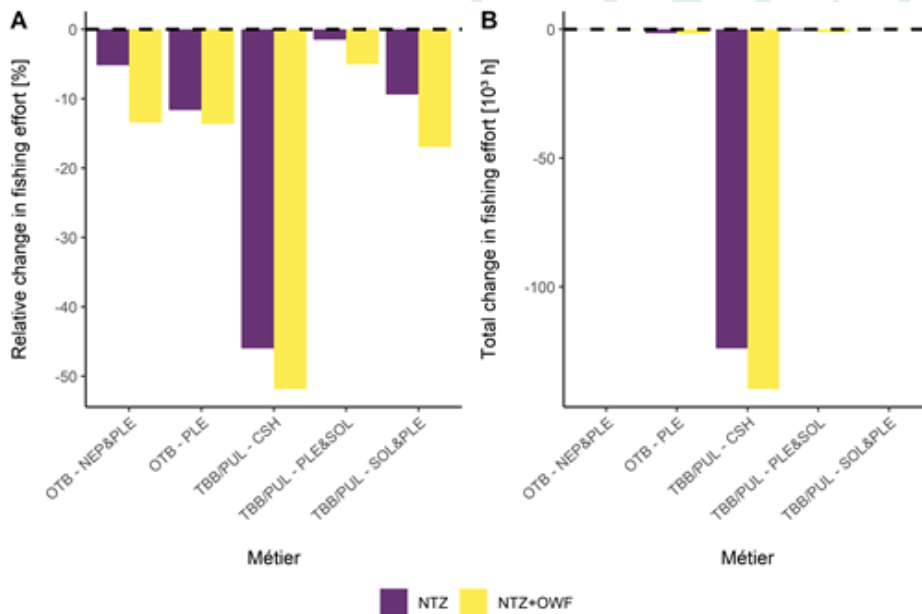 A
Relative change in fishing effort [%]
0
-10
-20
-30
-40
-50
OTB - NEP&PLE
OTB - PLE
TBB/PUL - CSH
TBB/PUL - PLE&SOL
TBB/PUL - SOL&PLE
Métier
B
Total change in fishing effort [10³ h]
0
-50
-100
OTB - NEP&PLE
OTB - PLE
TBB/PUL - CSH
TBB/PUL - PLE&SOL
TBB/PUL - SOL&PLE
Métier
NTZ
NTZ+OWF